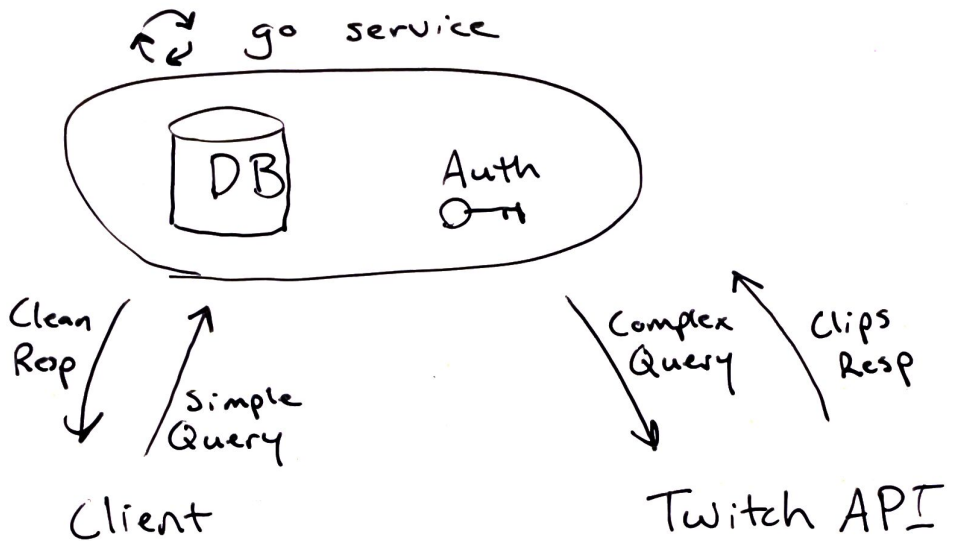 go service
DB
Auth
Clean
Resp
Simple
Query
Complex
Query
Clips
Resp
Client
Twitch API